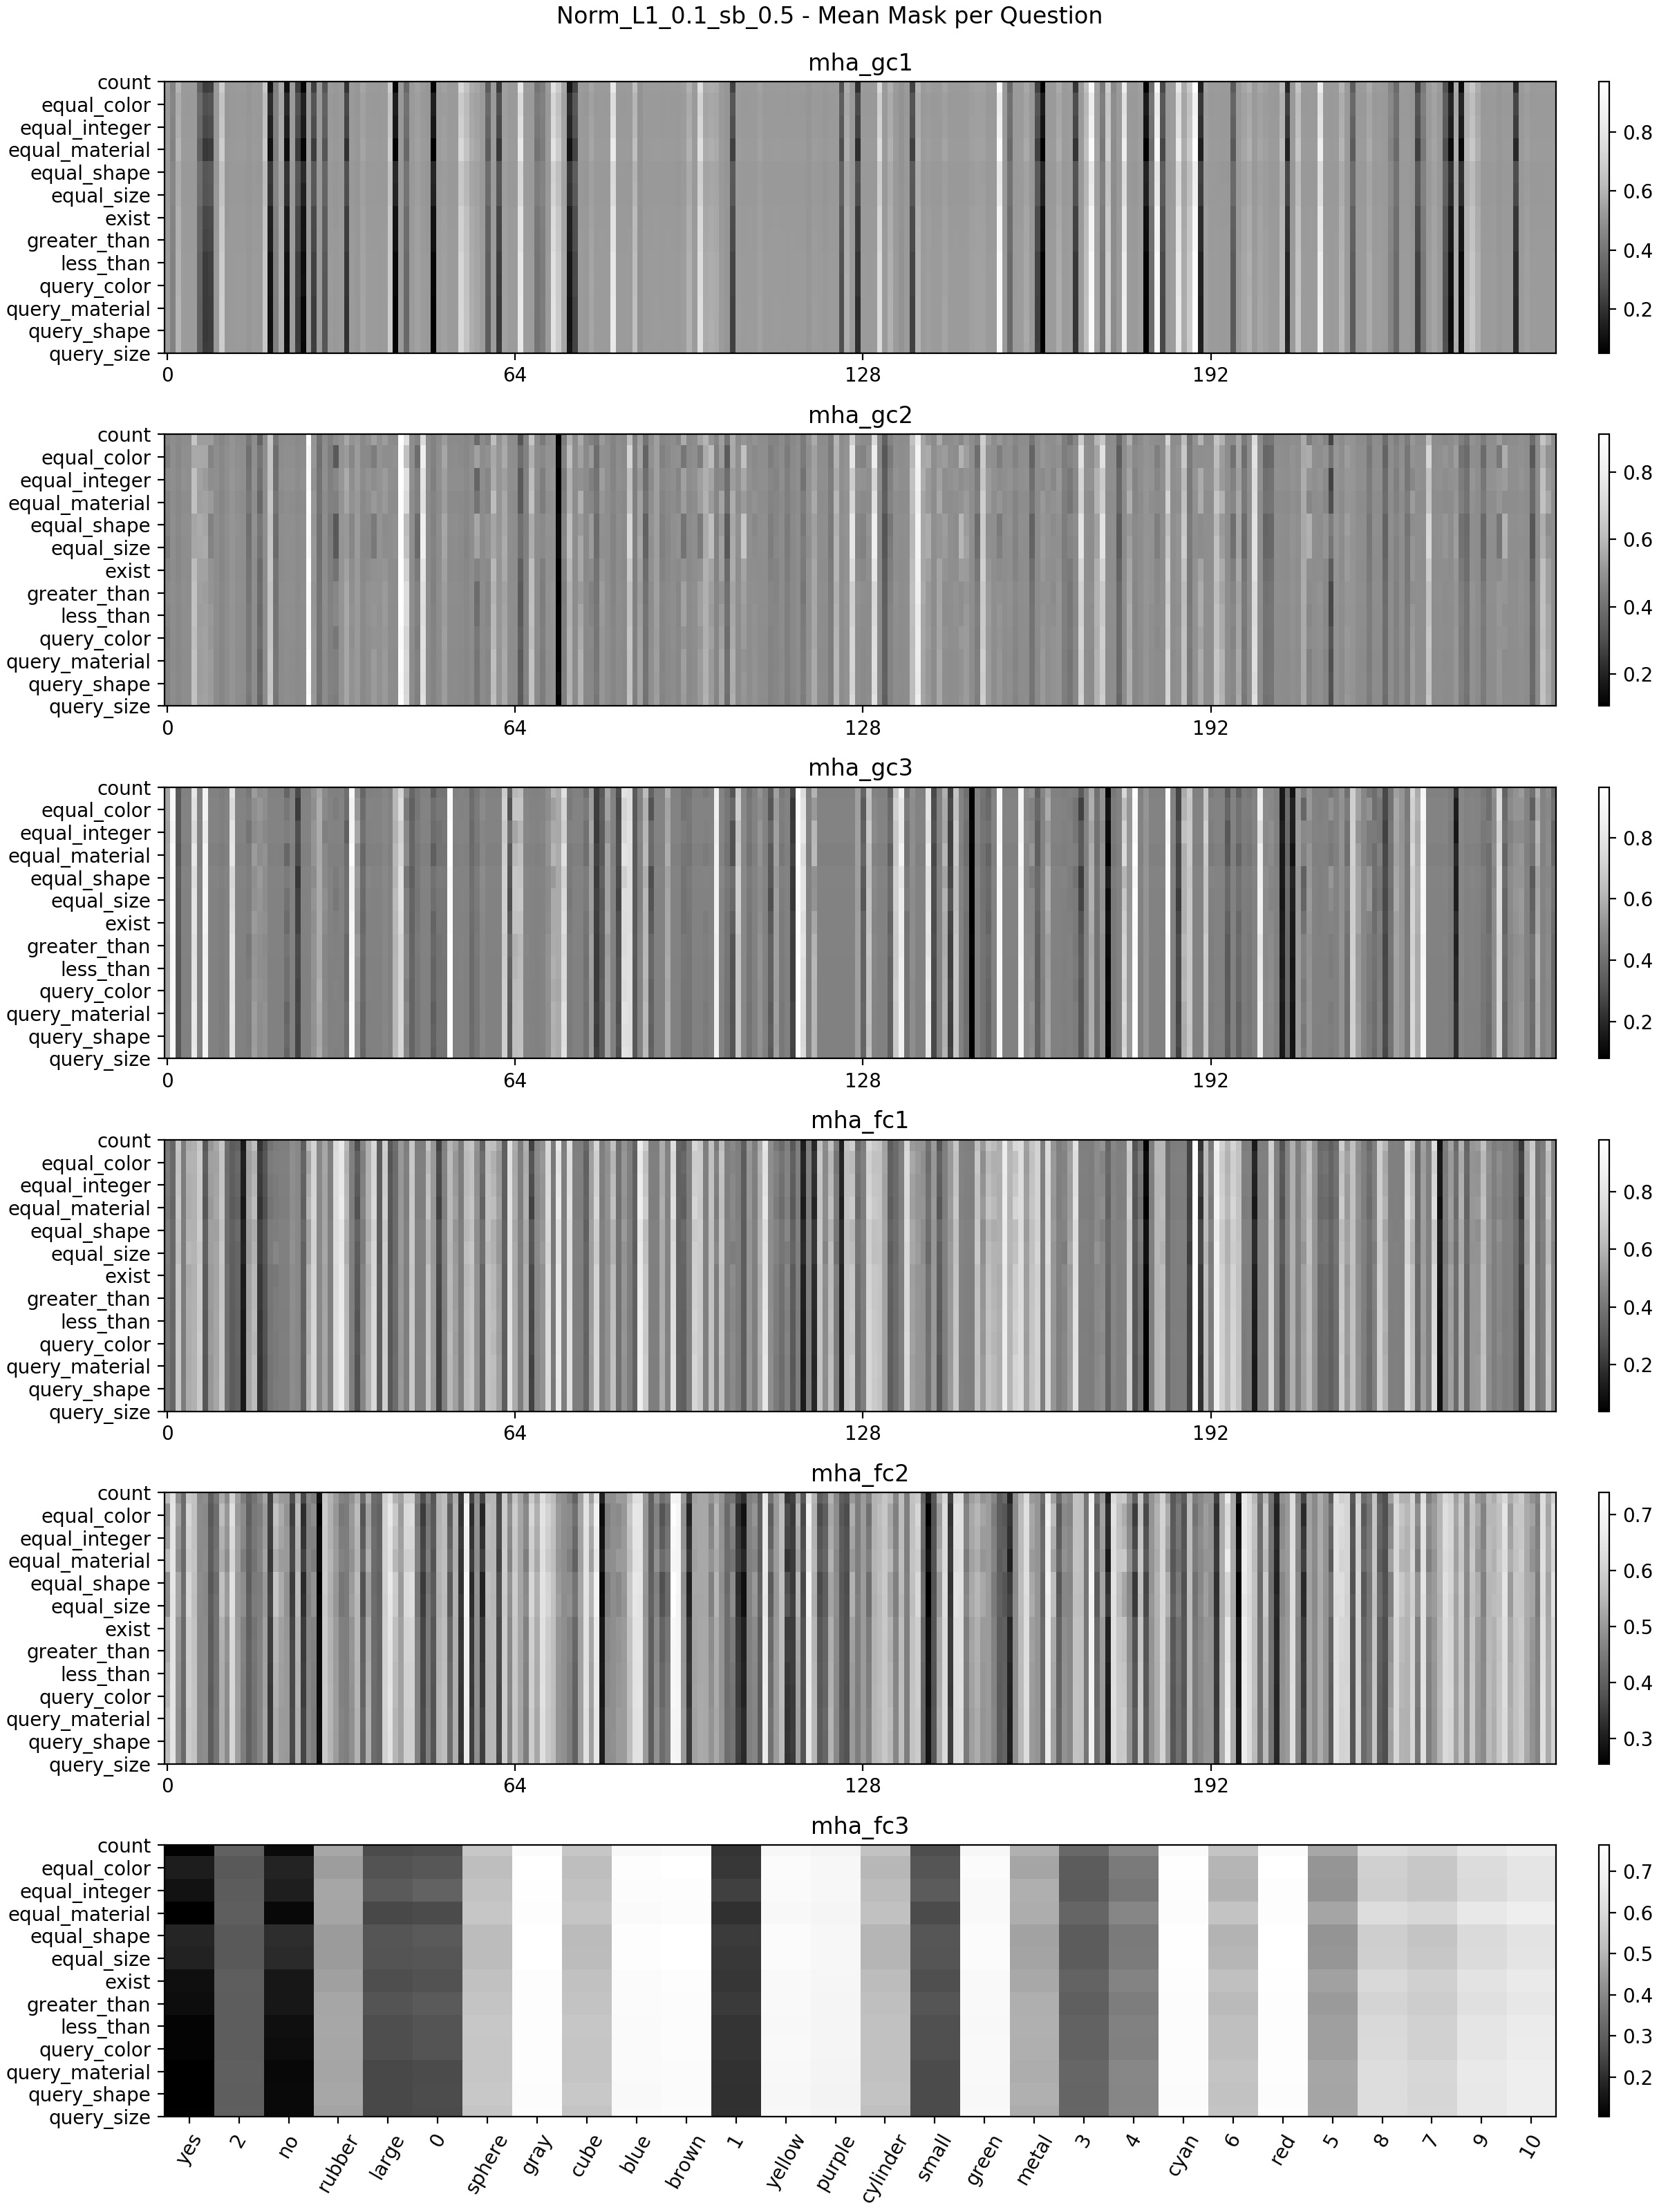 Norm_L1_0.1_sb_0.5 - Mean Mask per Question
mha_gc1
count
equal_color
equal_integer
equal_material
equal_shape
equal_size
exist
greater_than
less_than
query_color
query_material
query_shape
query_size
0 64 128 192
0.8
0.6
0.4
0.2
mha_gc2
count
equal_color
equal_integer
equal_material
equal_shape
equal_size
exist
greater_than
less_than
query_color
query_material
query_shape
query_size
0 64 128 192
0.8
0.6
0.4
0.2
mha_gc3
count
equal_color
equal_integer
equal_material
equal_shape
equal_size
exist
greater_than
less_than
query_color
query_material
query_shape
query_size
0 64 128 192
0.8
0.6
0.4
0.2
mha_fc1
count
equal_color
equal_integer
equal_material
equal_shape
equal_size
exist
greater_than
less_than
query_color
query_material
query_shape
query_size
0 64 128 192
0.8
0.6
0.4
0.2
mha_fc2
count
equal_color
equal_integer
equal_material
equal_shape
equal_size
exist
greater_than
less_than
query_color
query_material
query_shape
query_size
0 64 128 192
0.7
0.6
0.5
0.4
0.3
mha_fc3
count
equal_color
equal_integer
equal_material
equal_shape
equal_size
exist
greater_than
less_than
query_color
query_material
query_shape
query_size
yes 2 no rubber large 0 sphere gray cube blue brown 1 yellow purple cylinder small green metal 3 4 cyan 6 red 5 8 7 9 10
0.7
0.6
0.5
0.4
0.3
0.2